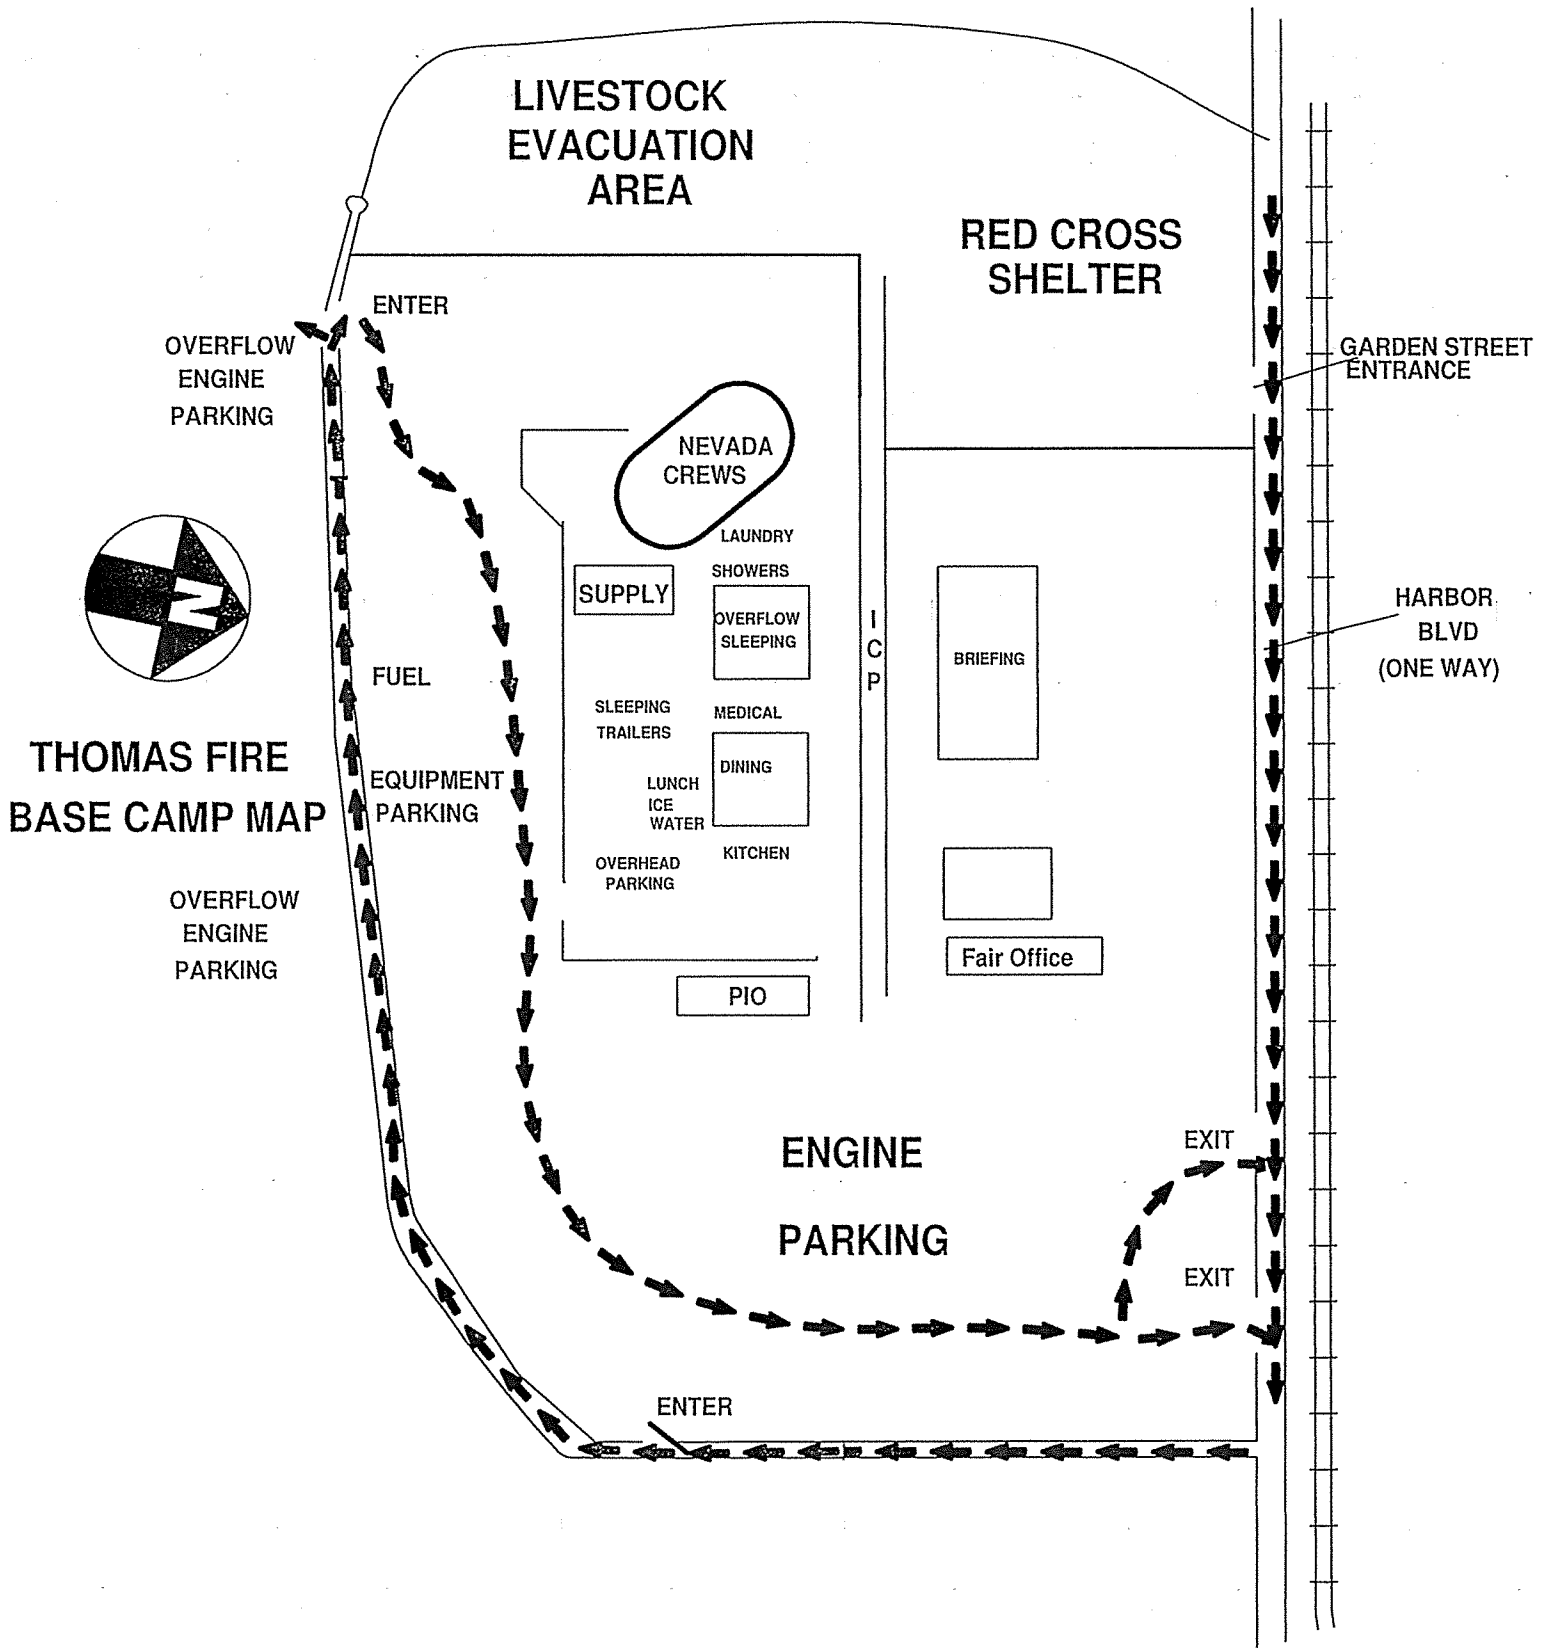 LIVESTOCK
EVACUATION
AREA
RED CROSS
SHELTER
ENTER
OVERFLOW
ENGINE
PARKING
GARDEN STREET
ENTRANCE
NEVADA
CREWS
LAUNDRY
SHOWERS
SUPPLY
OVERFLOW
SLEEPING
I
C
P
BRIEFING
HARBOR
BLVD
(ONE WAY)
N
FUEL
SLEEPING
TRAILERS
MEDICAL
THOMAS FIRE
BASE CAMP MAP
EQUIPMENT
PARKING
DINING
LUNCH
ICE
WATER
KITCHEN
OVERHEAD
PARKING
OVERFLOW
ENGINE
PARKING
Fair Office
PIO
ENGINE
PARKING
EXIT
EXIT
ENTER